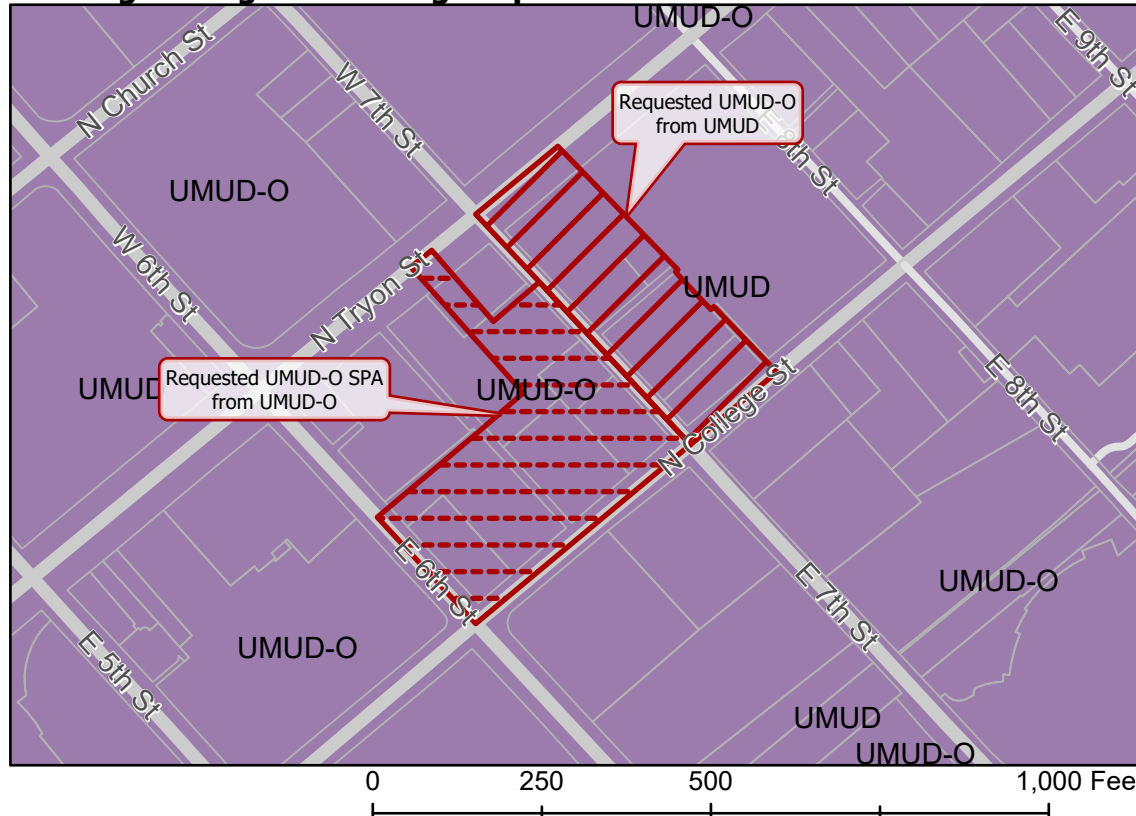 UMUD-O
N Church St
W 7th St
E 9th St
Requested UMUD-O
from UMUD
E 8th St
UMUD-O
W 6th St
N Tryon St
UMUD
UMUD
Requested UMUD-O SPA
from UMUD-O
UMUD-O
E 8th St
N College St
E 6th St
E 7th St
UMUD-O
UMUD-O
E 5th St
UMUD
UMUD-O
0 250 500 1,000 Fee